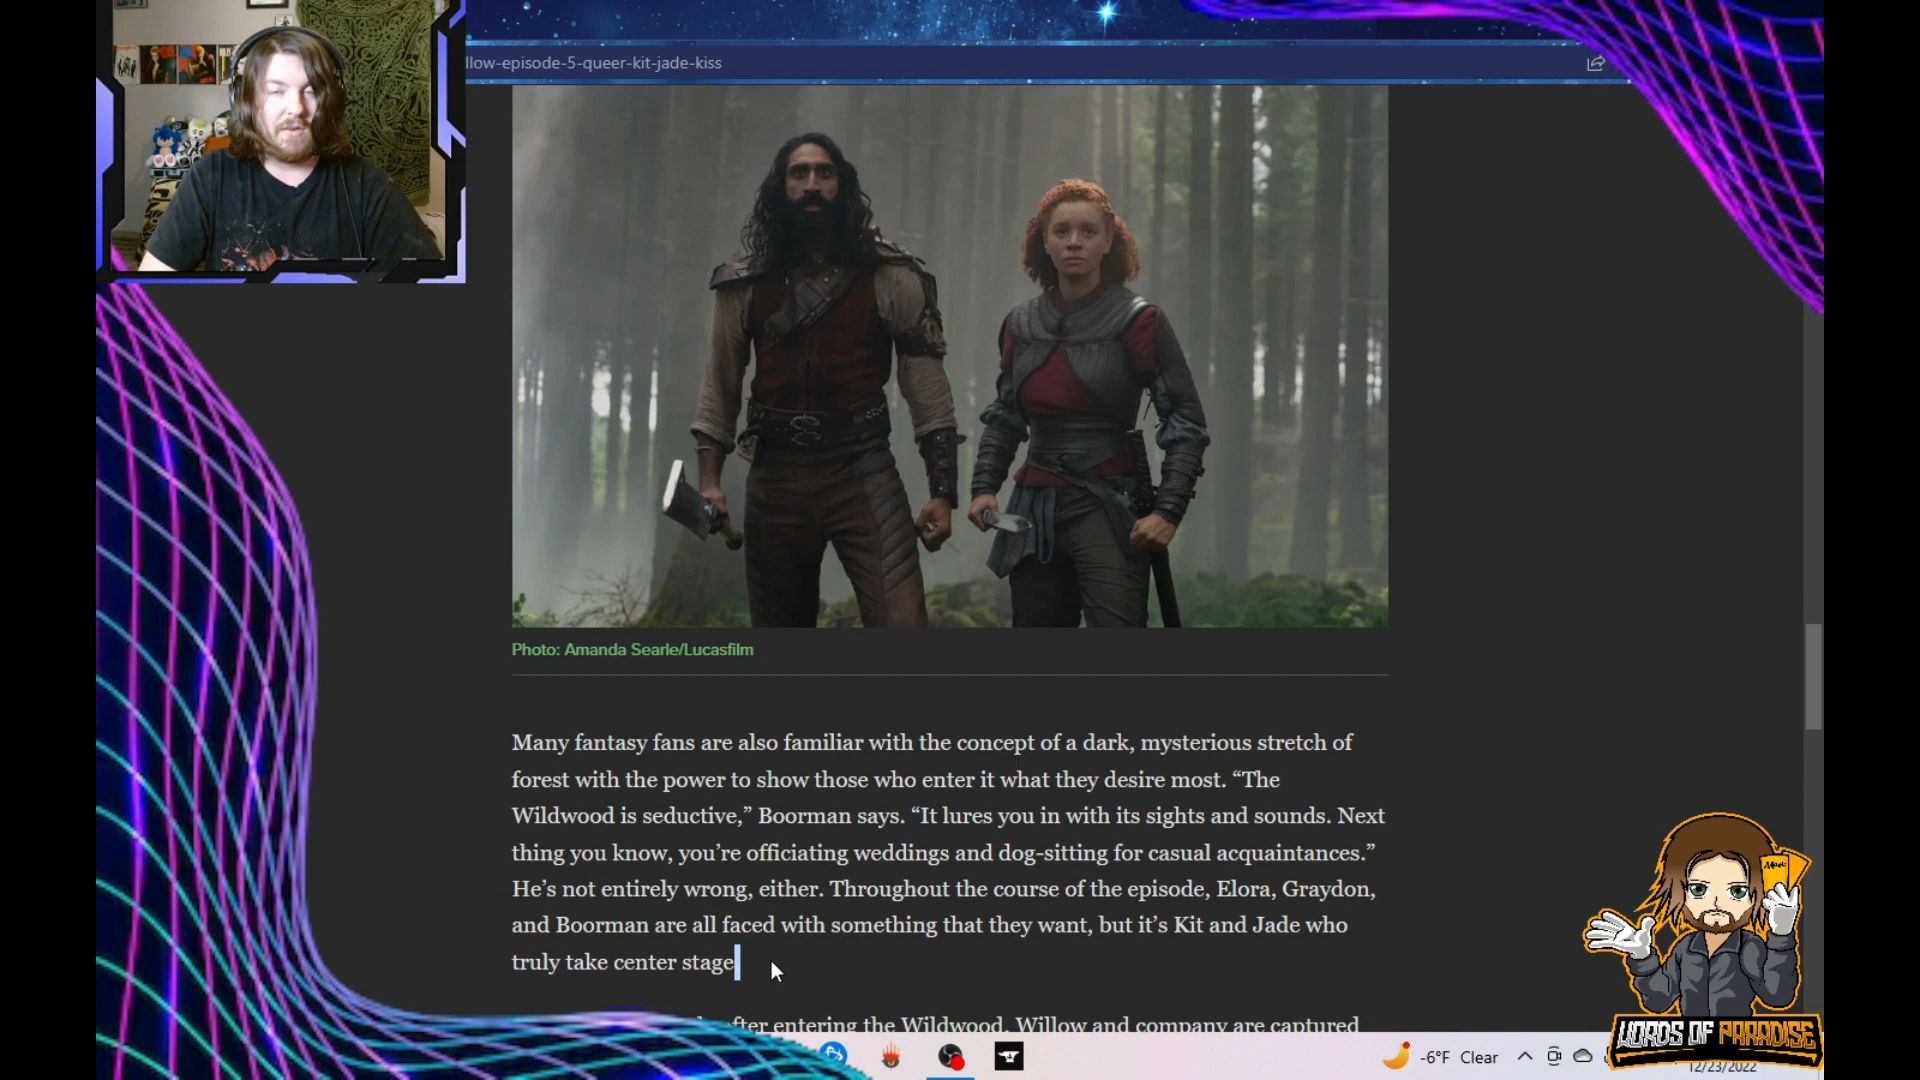 llow-episode-5-queer-kit-jade-kiss
Photo: Amanda Searle/Lucasfilm
Many fantasy fans are also familiar with the concept of a dark, mysterious stretch of
forest with the power to show those who enter it what they desire most. “The
Wildwood is seductive,” Boorman says. “It lures you in with its sights and sounds. Next
thing you know, you’re officiating weddings and dog-sitting for casual acquaintances.”
He’s not entirely wrong, either. Throughout the course of the episode, Elora, Graydon,
and Boorman are all faced with something that they want, but it’s Kit and Jade who
truly take center stage
after entering the Wildwood, Willow and company are captured
WORDS OF PARADISE
-6°F Clear
12/23/2022